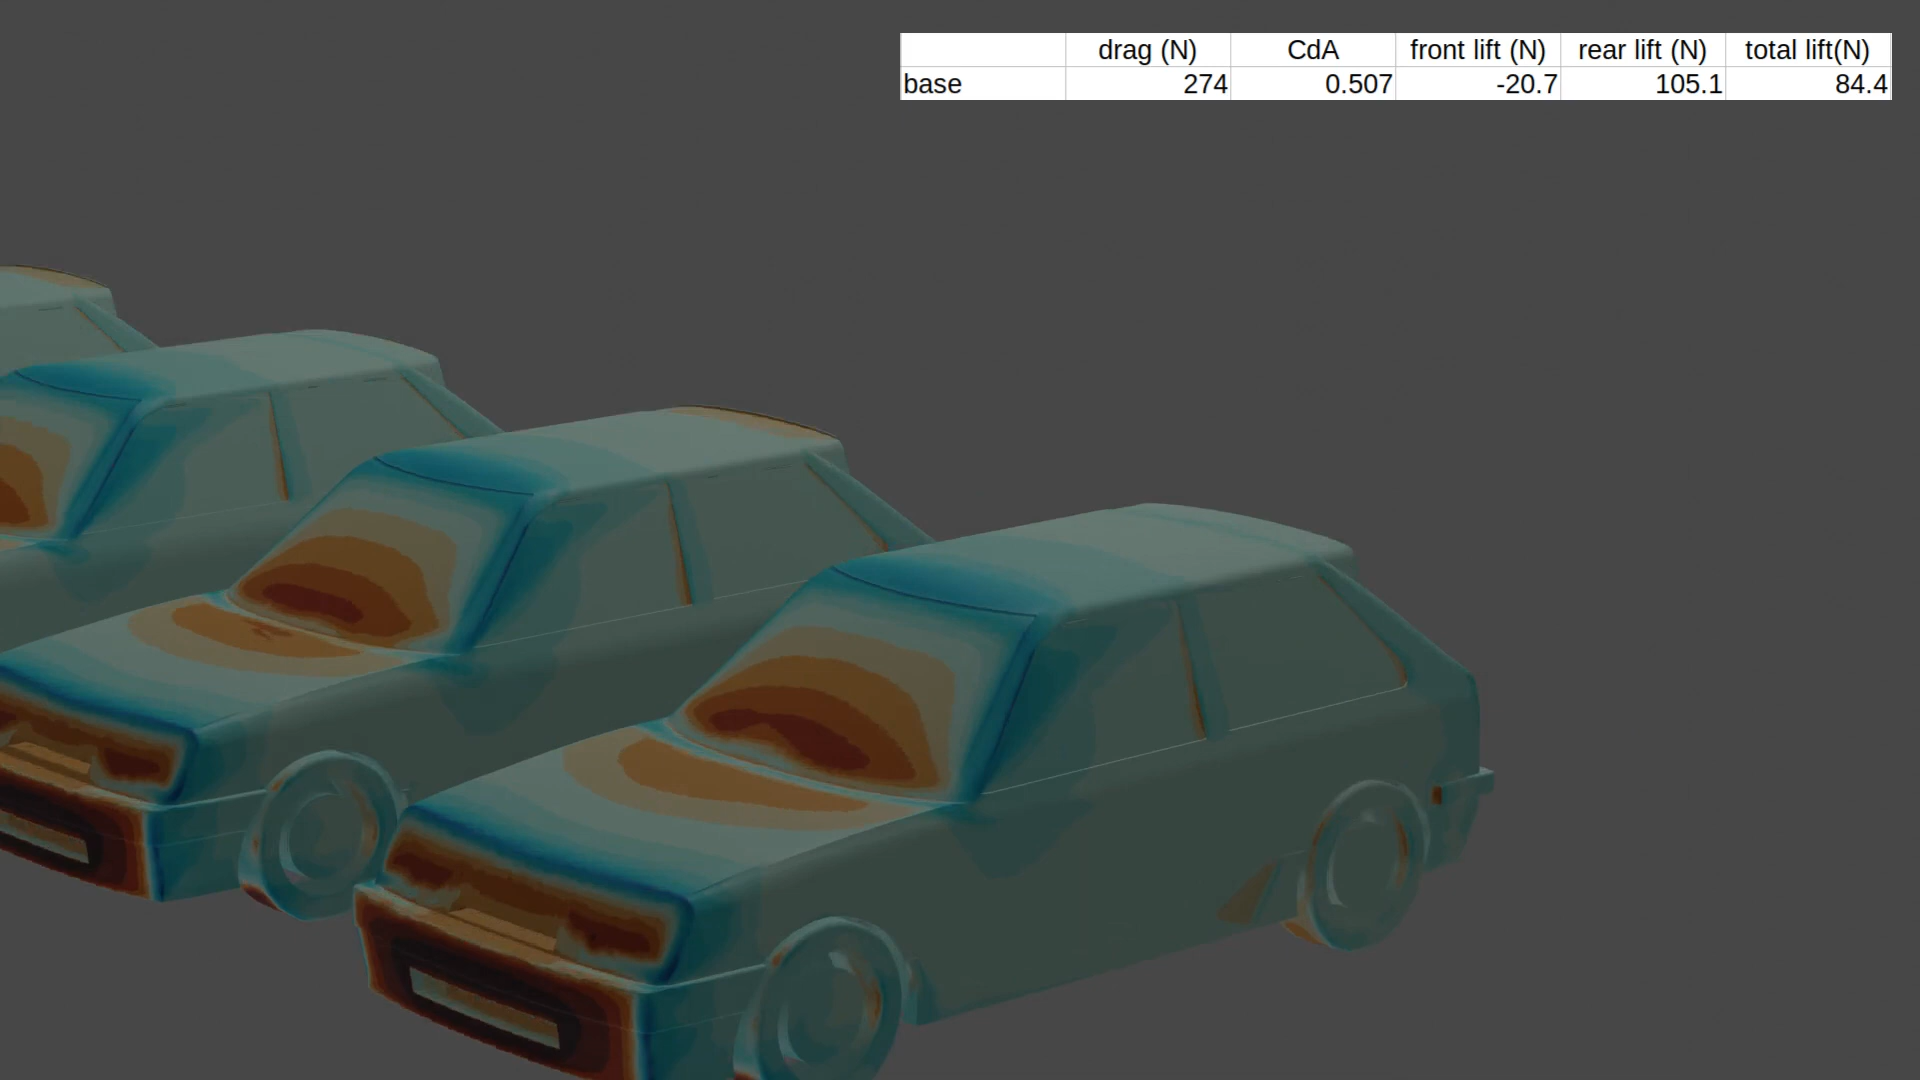 drag (N) CdA front lift (N) rear lift (N) total lift(N)
base 274 0.507 -20.7 105.1 84.4